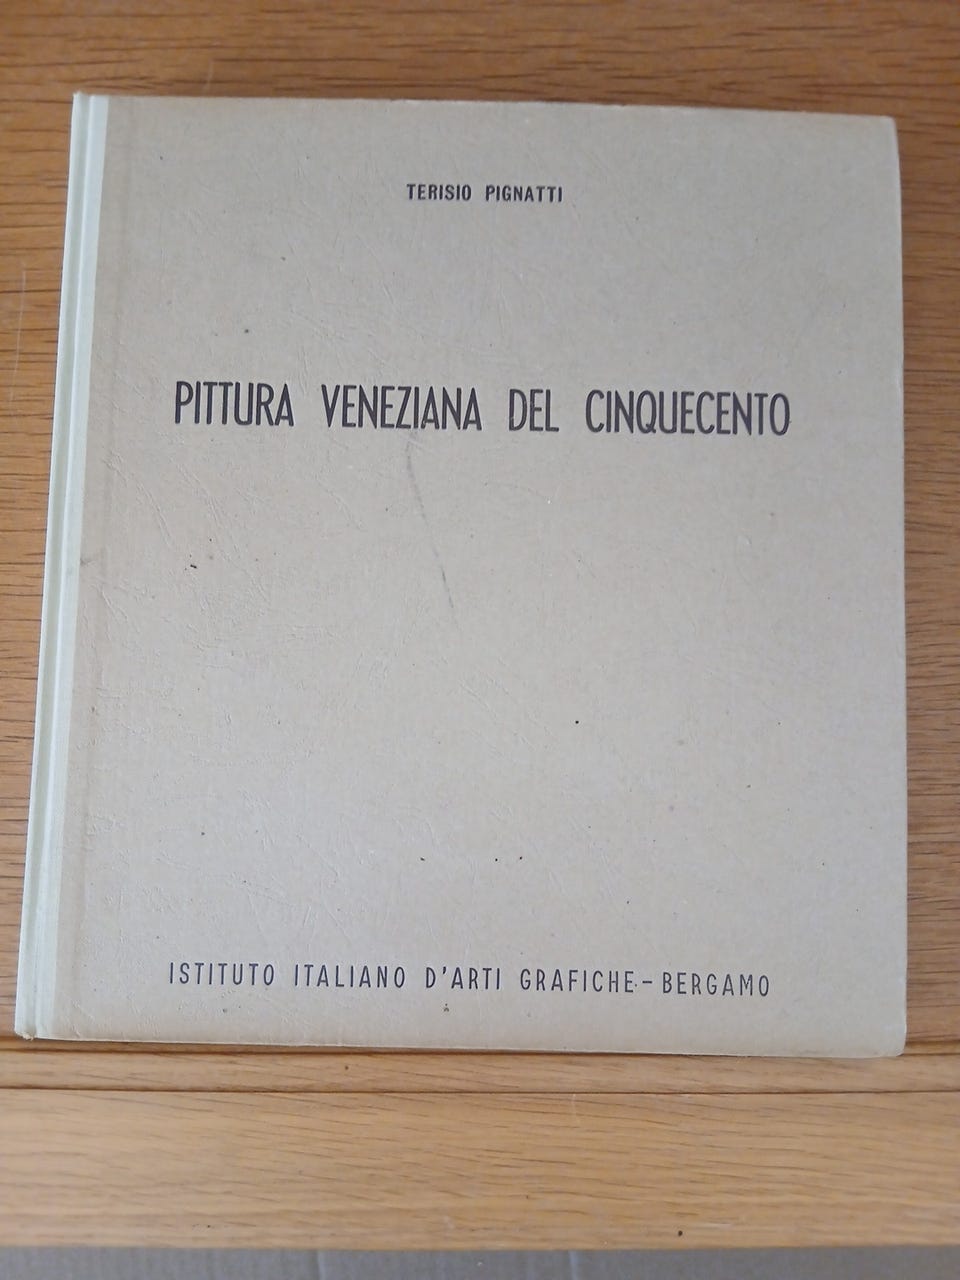 TERISIO PIGNATTI
PITTURA VENEZIANA DEL CINQUECENTO
ISTITUTO ITALIANO D'ARTI GRAFICHE - BERGAMO